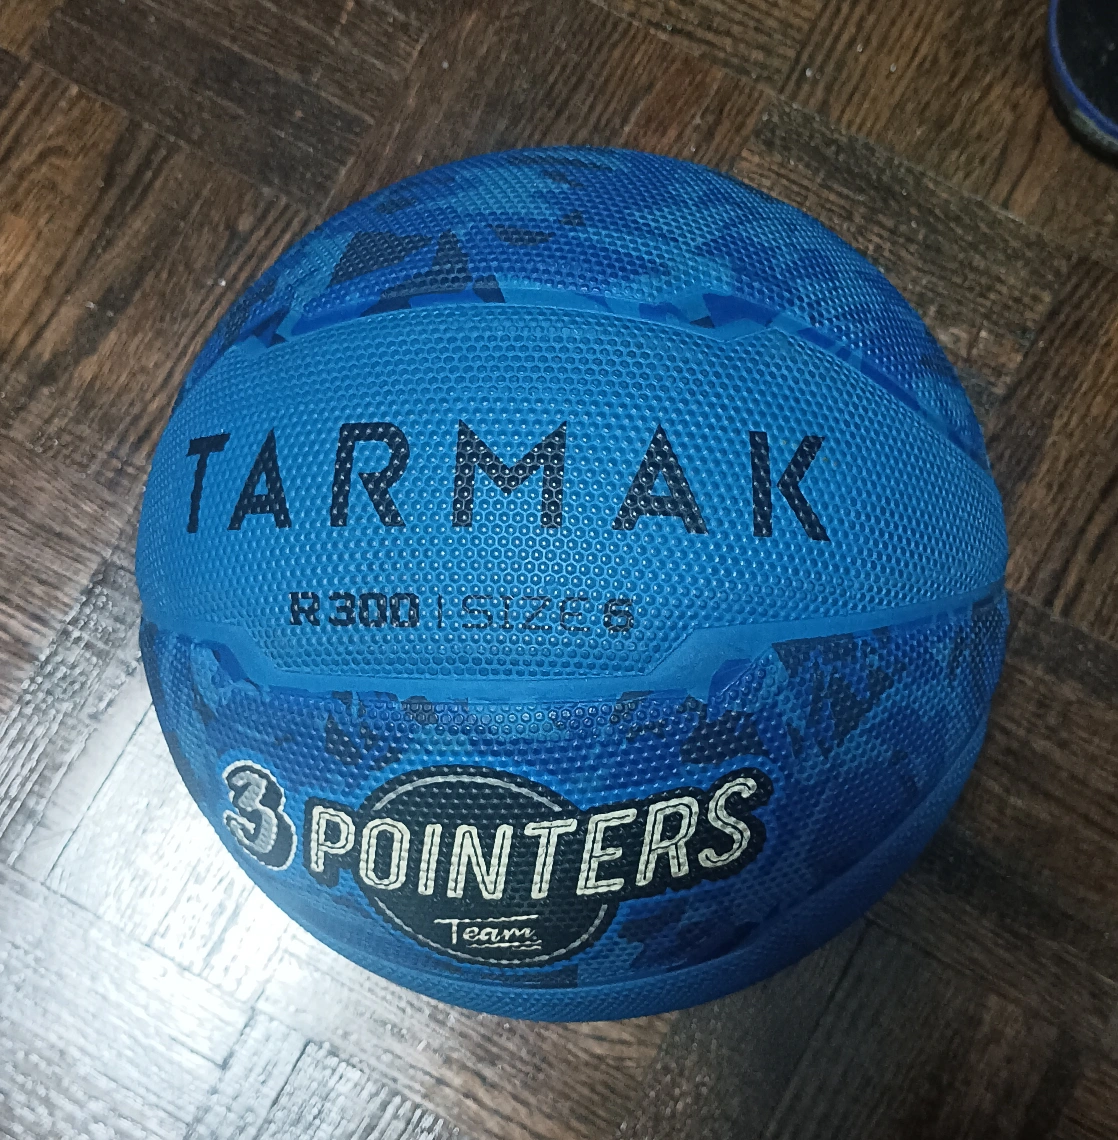 TARMAK
R300 | SIZE 6
3 POINTERS
Team